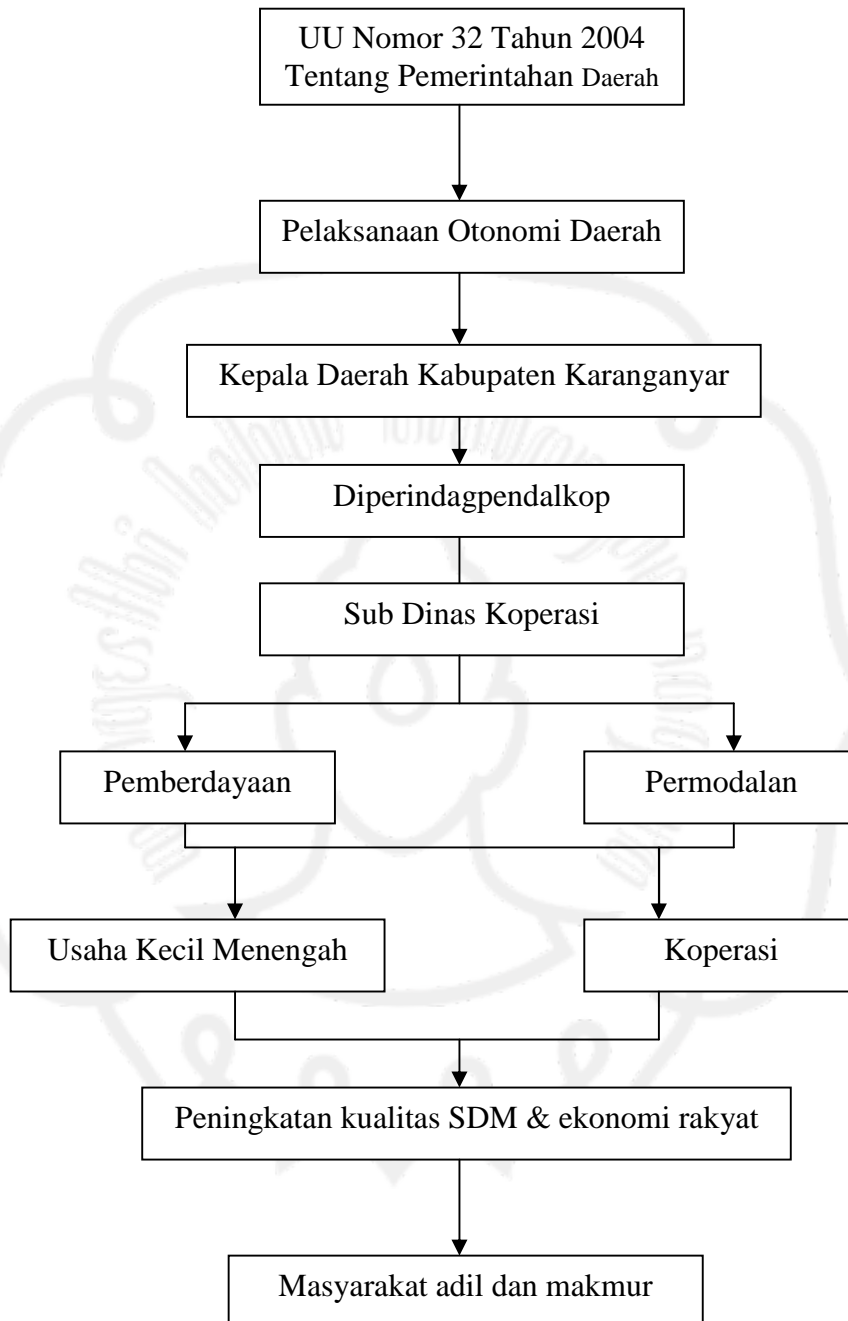 UU Nomor 32 Tahun 2004
Tentang Pemerintahan Daerah
Pelaksanaan Otonomi Daerah
Kepala Daerah Kabupaten Karanganyar
Diperindagpendalkop
Sub Dinas Koperasi
Pemberdayaan
Permodalan
Usaha Kecil Menengah
Koperasi
Peningkatan kualitas SDM & ekonomi rakyat
Masyarakat adil dan makmur